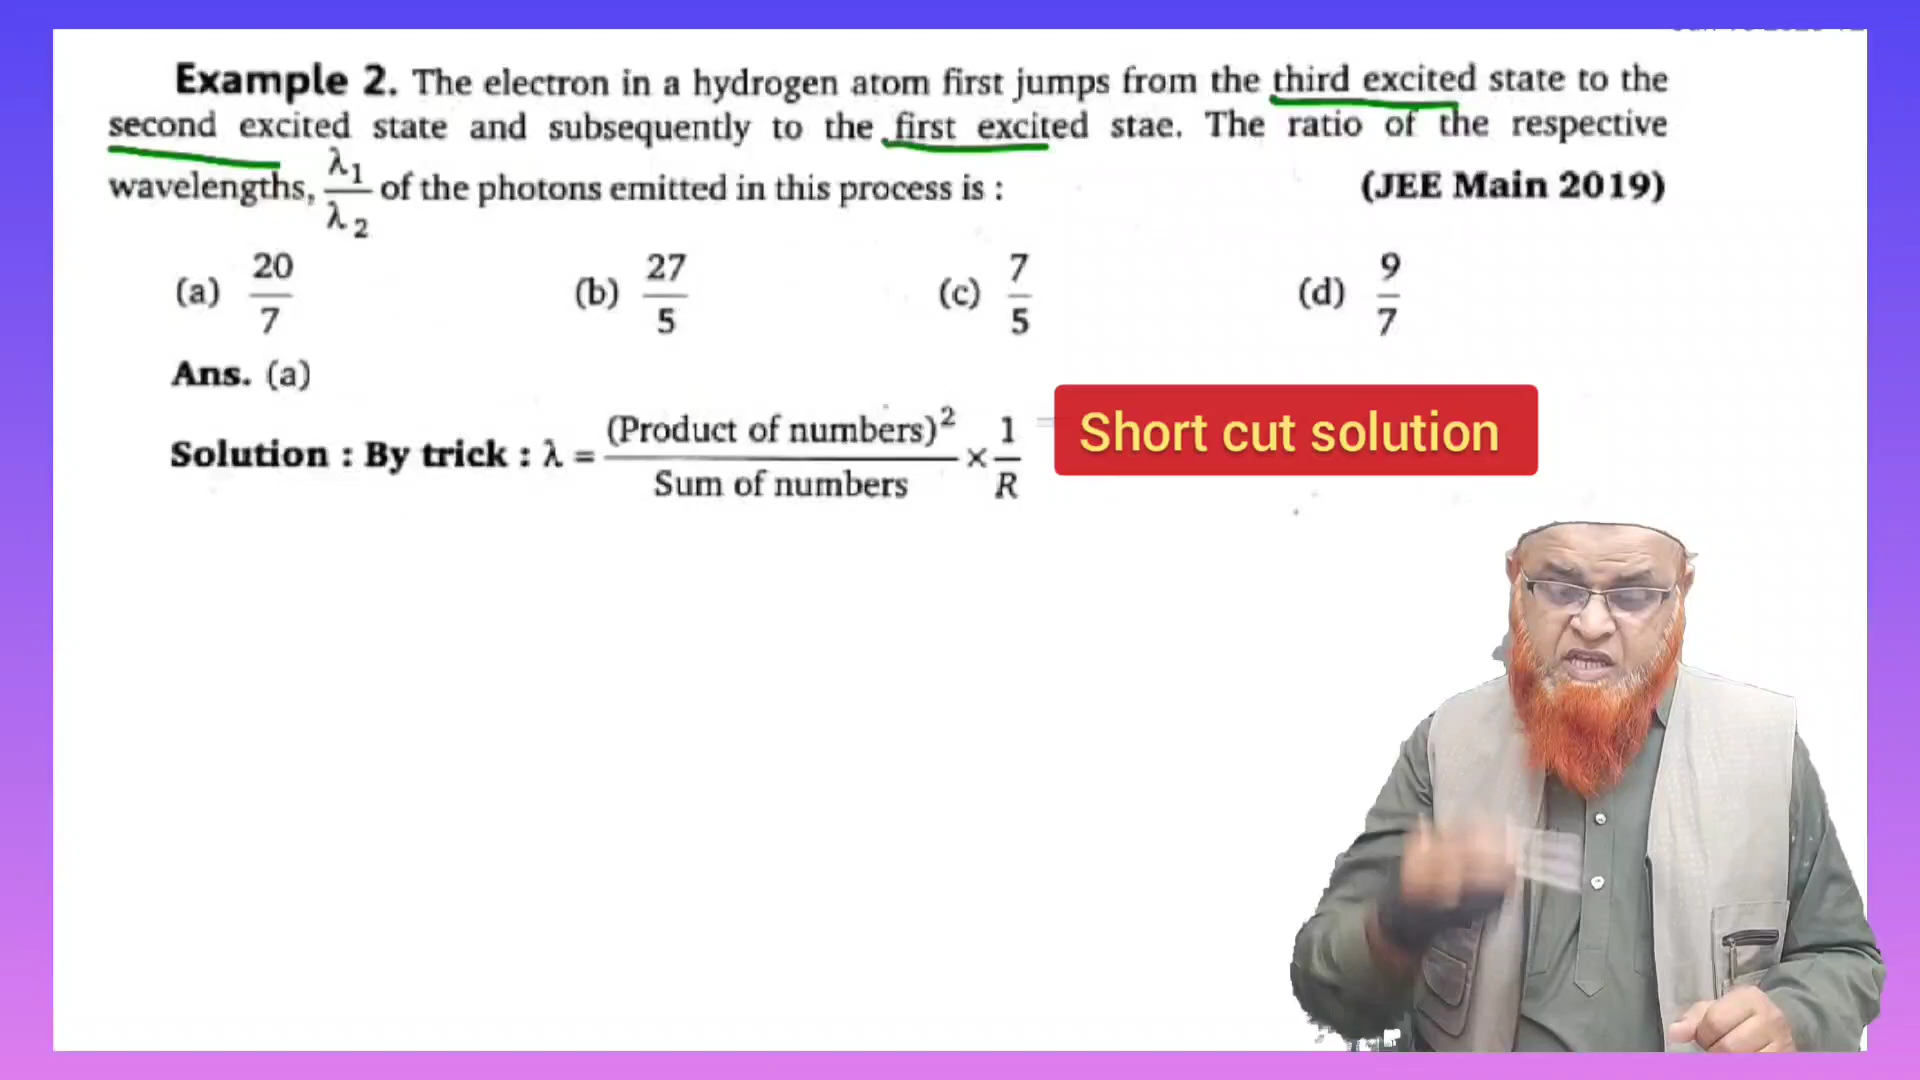 Example 2. The electron in a hydrogen atom first jumps from the third excited state to the
second excited state and subsequently to the first excited stae. The ratio of the respective
wavelengths, λ1/λ2 of the photons emitted in this process is : (JEE Main 2019)
(a) 20/7 (b) 27/5 (c) 7/5 (d) 9/7
Ans. (a)
Solution : By trick : λ = (Product of numbers)² / Sum of numbers × 1/R
Short cut solution